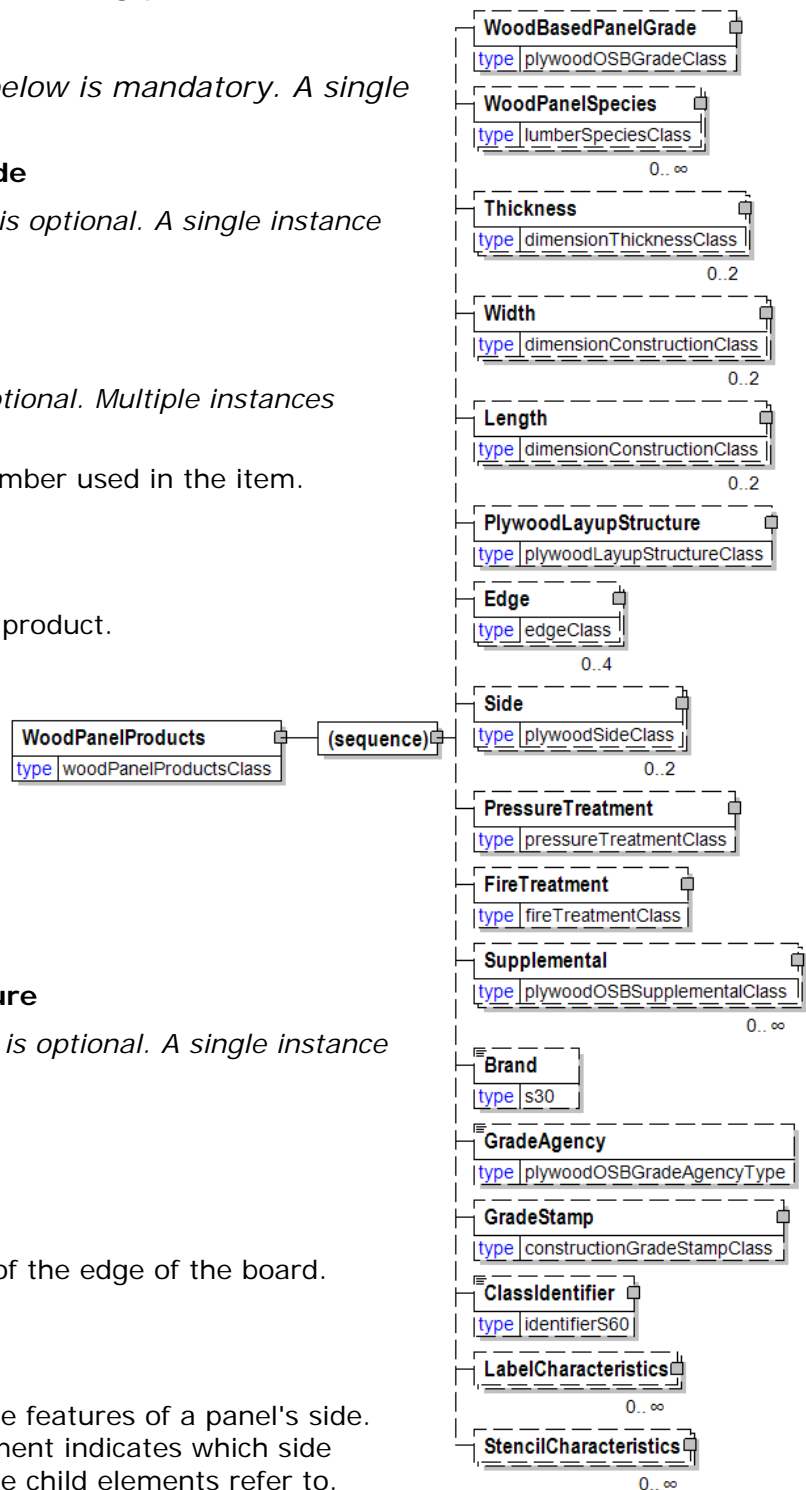 below is mandatory. A single
de
is optional. A single instance
otional. Multiple instances
mber used in the item.
product.
ure
is optional. A single instance
of the edge of the board.
e features of a panel's side.
ment indicates which side
e child elements refer to.
WoodPanelProducts
type woodPanelProductsClass
(sequence)
WoodBasedPanelGrade
type plywoodOSBGradeClass
WoodPanelSpecies
type lumberSpeciesClass
0.. ∞
Thickness
type dimensionThicknessClass
0..2
Width
type dimensionConstructionClass
0..2
Length
type dimensionConstructionClass
0..2
PlywoodLayupStructure
type plywoodLayupStructureClass
Edge
type edgeClass
0..4
Side
type plywoodSideClass
0..2
PressureTreatment
type pressureTreatmentClass
FireTreatment
type fireTreatmentClass
Supplemental
type plywoodOSBSupplementalClass
0.. ∞
Brand
type s30
GradeAgency
type plywoodOSBGradeAgencyType
GradeStamp
type constructionGradeStampClass
ClassIdentifier
type identifierS60
LabelCharacteristics
0.. ∞
StencilCharacteristics
0.. ∞